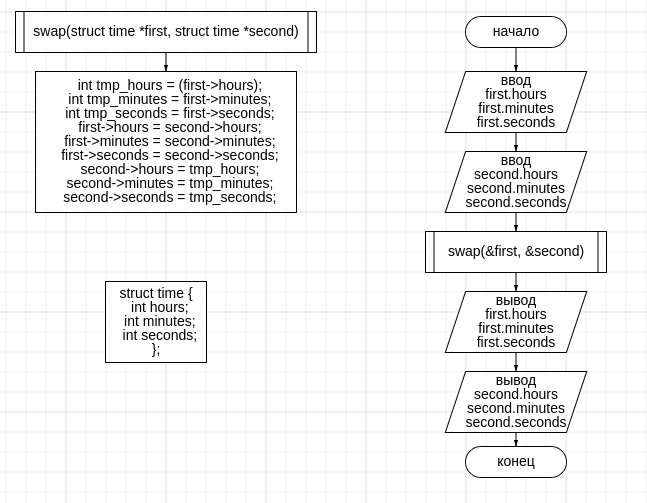 swap(struct time *first, struct time *second)
int tmp_hours = (first->hours);
int tmp_minutes = first->minutes;
int tmp_seconds = first->seconds;
first->hours = second->hours;
first->minutes = second->minutes;
first->seconds = second->seconds;
second->hours = tmp_hours;
second->minutes = tmp_minutes;
second->seconds = tmp_seconds;
struct time {
int hours;
int minutes;
int seconds;
};
начало
ввод
first.hours
first.minutes
first.seconds
ввод
second.hours
second.minutes
second.seconds
swap(&first, &second)
вывод
first.hours
first.minutes
first.seconds
вывод
second.hours
second.minutes
second.seconds
конец